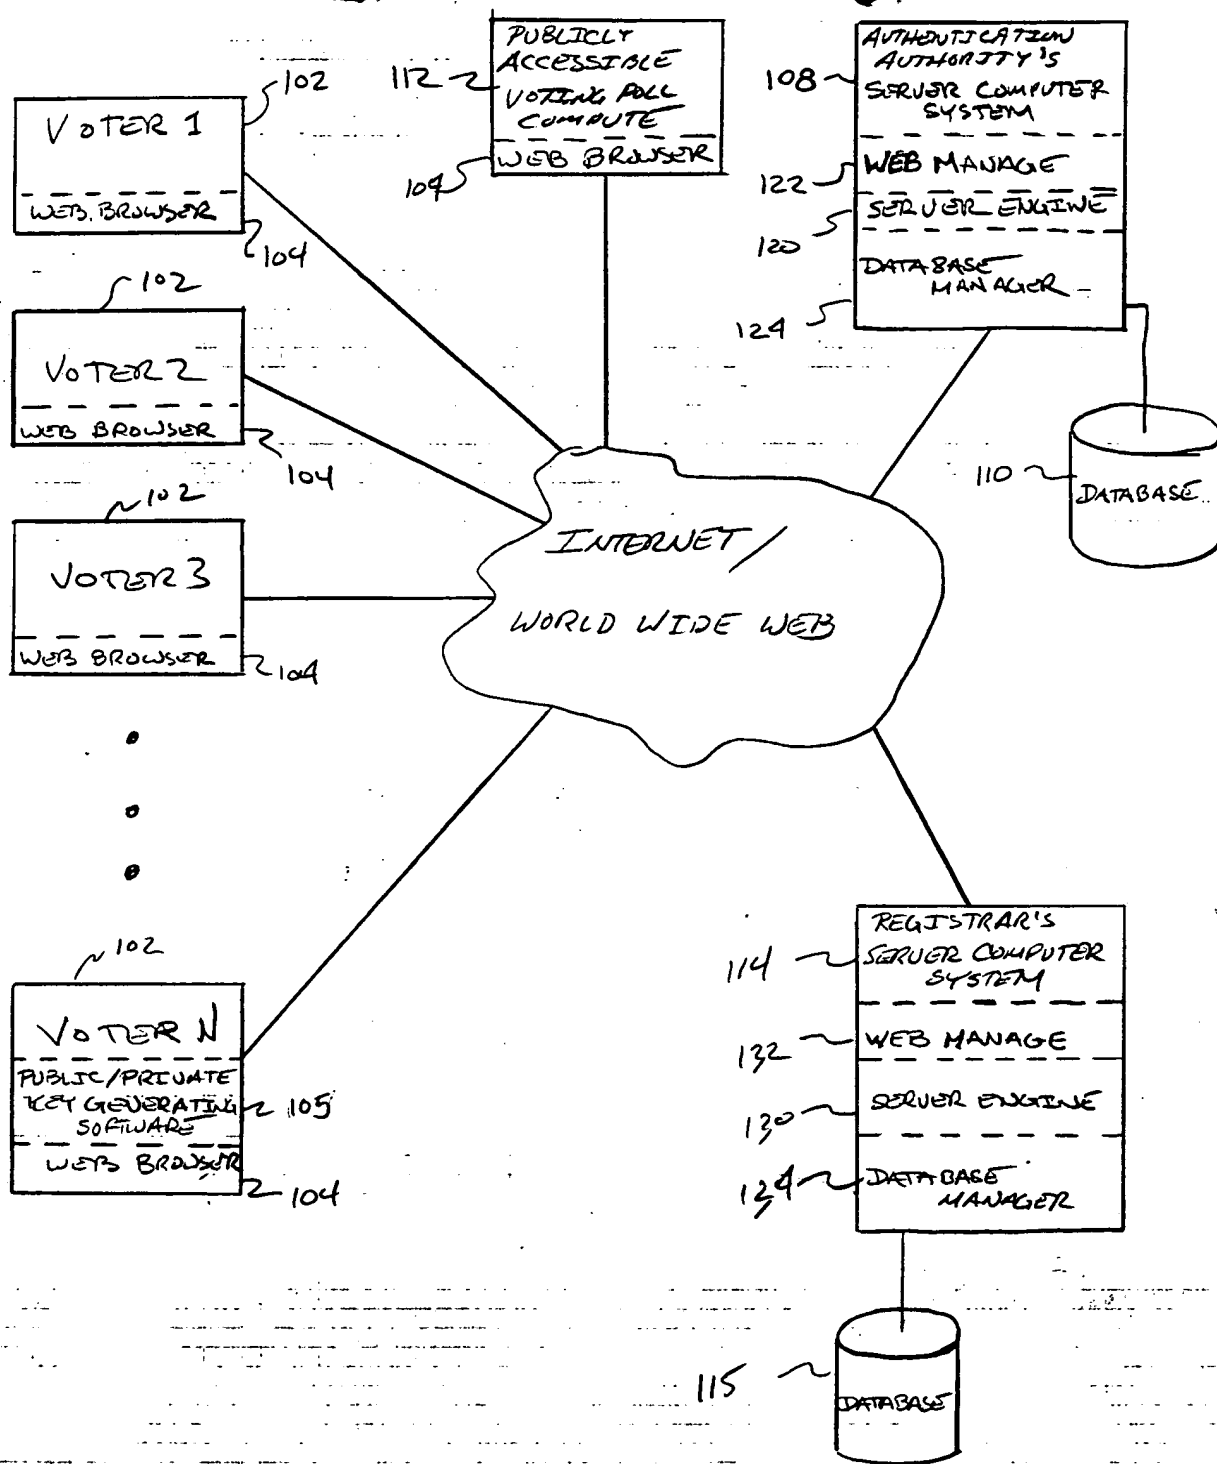 PUBLICLY
ACCESSIBLE
VOTING POLL
COMPUTE
WEB BROWSER
112
104
AUTHENTICATION
AUTHORITY'S
SERVER COMPUTER
SYSTEM
WEB MANAGE
SERVER ENGINE
DATABASE
MANAGER
108
122
120
124
110
DATABASE
102
VOTER 1
WEB BROWSER
104
102
VOTER 2
WEB BROWSER
104
102
VOTER 3
WEB BROWSER
104
INTERNET/
WORLD WIDE WEB
102
VOTER N
PUBLIC/PRIVATE
KEY GENERATING
SOFTWARE
105
WEB BROWSER
104
REGISTRAR'S
SERVER COMPUTER
SYSTEM
114
WEB MANAGE
132
SERVER ENGINE
130
DATABASE
MANAGER
115
DATABASE